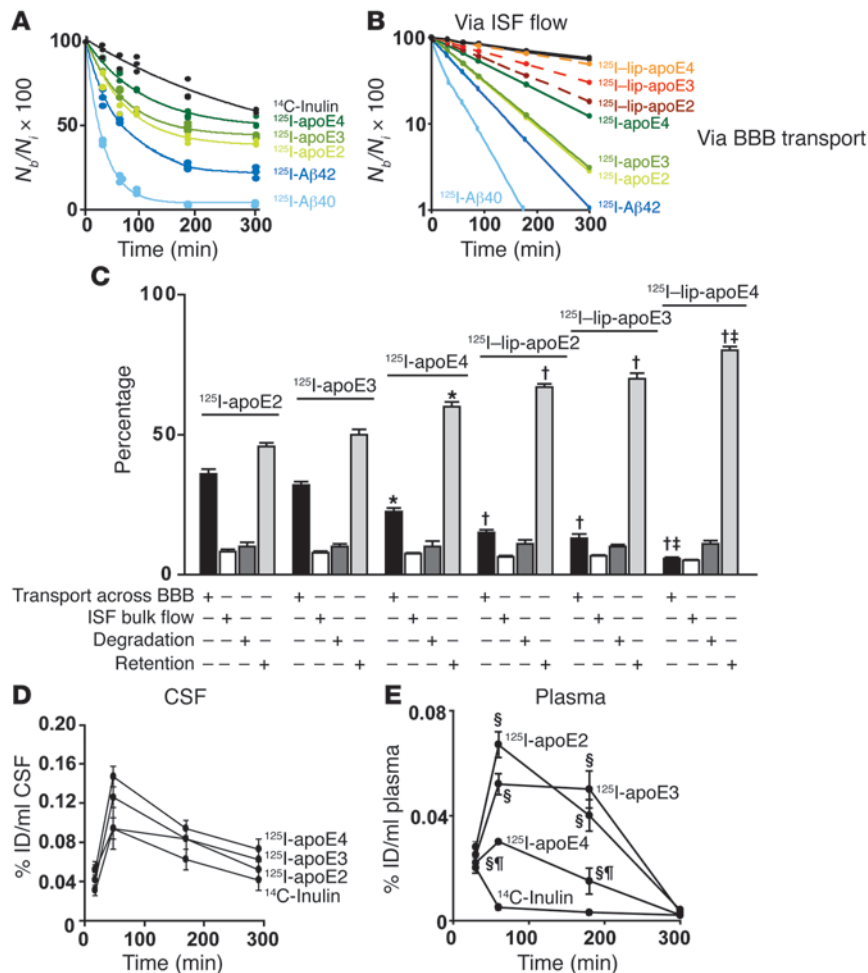 A
100
50
0
N_b/N_i × 100
0 100 200 300
Time (min)
¹⁴C-Inulin
¹²⁵I-apoE4
¹²⁵I-apoE3
¹²⁵I-apoE2
¹²⁵I-Aβ42
¹²⁵I-Aβ40
B
Via ISF flow
100
10
1
N_b/N_i × 100
0 100 200 300
Time (min)
¹²⁵I–lip-apoE4
¹²⁵I–lip-apoE3
¹²⁵I-lip-apoE2
¹²⁵I-apoE4
Via BBB transport
¹²⁵I-apoE3
¹²⁵I-apoE2
¹²⁵I-Aβ40
¹²⁵I-Aβ42
C
100
50
0
Percentage
¹²⁵I-apoE2
¹²⁵I-apoE3
¹²⁵I-apoE4
¹²⁵I–lip-apoE2
¹²⁵I–lip-apoE3
¹²⁵I–lip-apoE4
* * † † † † †‡ †‡
Transport across BBB + – – – + – – – + – – – + – – – + – – – + – – –
ISF bulk flow – + – – – + – – – + – – – + – – – + – – – + – –
Degradation – – + – – – + – – – + – – – + – – – + – – – + –
Retention – – – + – – – + – – – + – – – + – – – + – – – +
D
CSF
0.20
0.16
0.12
0.08
0.04
% ID/ml CSF
0 100 200 300
Time (min)
¹²⁵I-apoE4
¹²⁵I-apoE3
¹²⁵I-apoE2
¹⁴C-Inulin
E
Plasma
0.08
0.04
0
% ID/ml plasma
0 100 200 300
Time (min)
§
¹²⁵I-apoE2
§
¹²⁵I-apoE3
§
§
¹²⁵I-apoE4
§¶
§¶
¹⁴C-Inulin